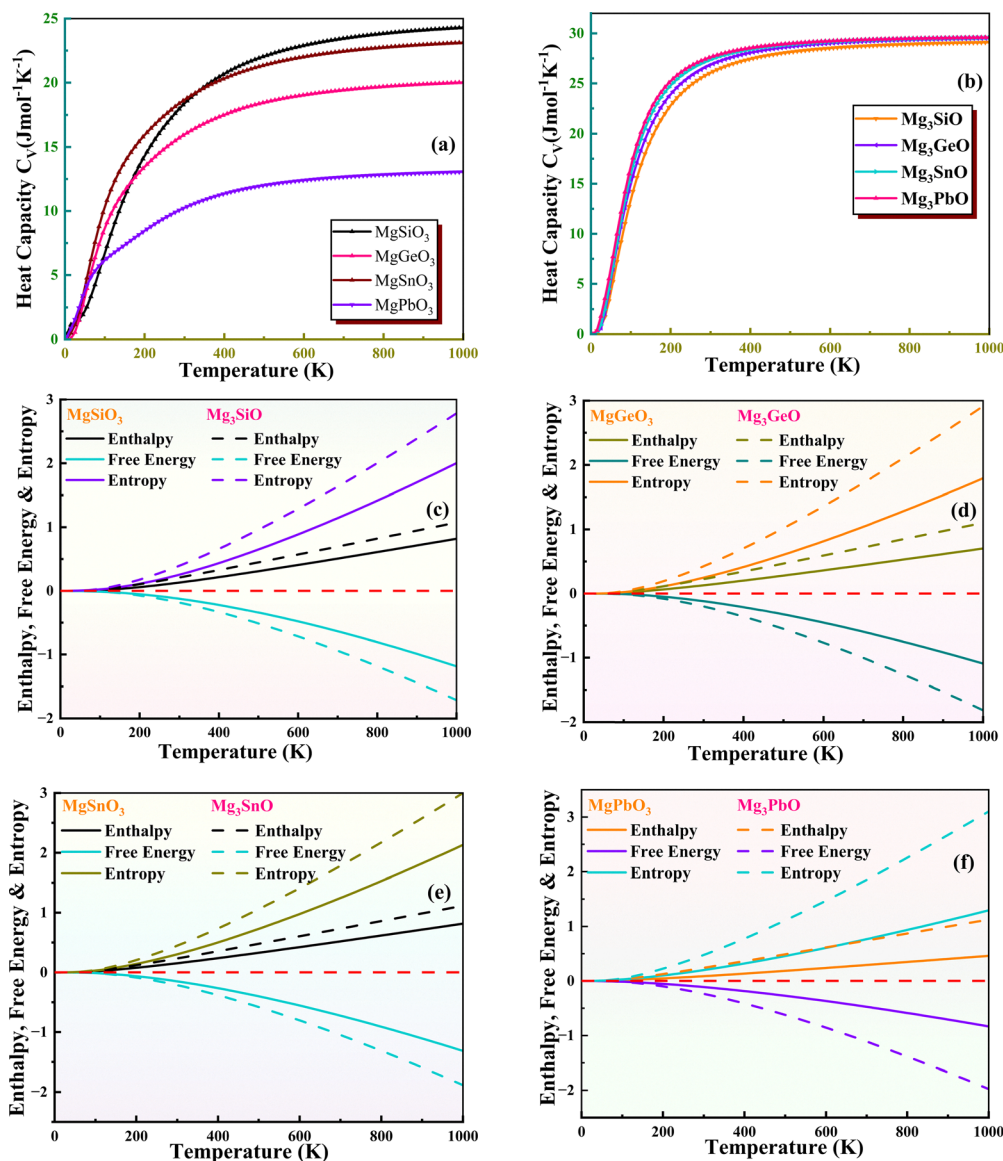 25
20
15
10
5
0
Heat Capacity C_V(Jmol⁻¹K⁻¹)
(a)
MgSiO₃
MgGeO₃
MgSnO₃
MgPbO₃
0 200 400 600 800 1000
Temperature (K)
30
25
20
15
10
5
0
Heat Capacity C_V(Jmol⁻¹K⁻¹)
(b)
Mg₃SiO
Mg₃GeO
Mg₃SnO
Mg₃PbO
0 200 400 600 800 1000
Temperature (K)
3
2
1
0
−1
−2
Enthalpy, Free Energy & Entropy
MgSiO₃ Mg₃SiO
Enthalpy Enthalpy
Free Energy Free Energy
Entropy Entropy
(c)
0 200 400 600 800 1000
Temperature (K)
3
2
1
0
−1
−2
Enthalpy, Free Energy & Entropy
MgGeO₃ Mg₃GeO
Enthalpy Enthalpy
Free Energy Free Energy
Entropy Entropy
(d)
0 200 400 600 800 1000
Temperature (K)
3
2
1
0
−1
−2
Enthalpy, Free Energy & Entropy
MgSnO₃ Mg₃SnO
Enthalpy Enthalpy
Free Energy Free Energy
Entropy Entropy
(e)
0 200 400 600 800 1000
Temperature (K)
3
2
1
0
−1
−2
Enthalpy, Free Energy & Entropy
MgPbO₃ Mg₃PbO
Enthalpy Enthalpy
Free Energy Free Energy
Entropy Entropy
(f)
0 200 400 600 800 1000
Temperature (K)